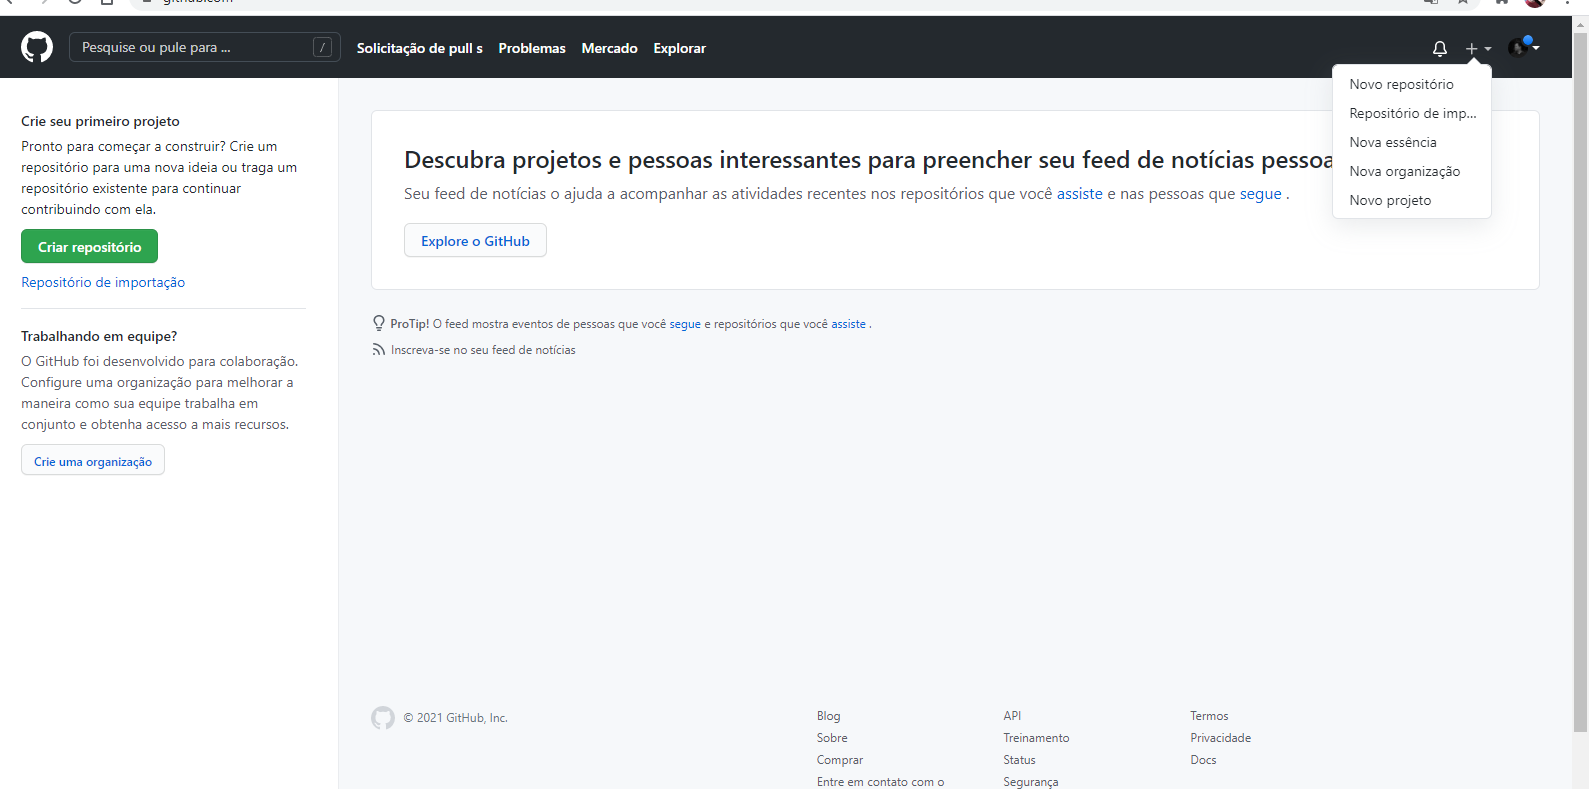 Pesquise ou pule para ... /
Solicitação de pull s Problemas Mercado Explorar
Novo repositório
Repositório de imp...
Nova essência
Nova organização
Novo projeto
Crie seu primeiro projeto
Pronto para começar a construir? Crie um
repositório para uma nova ideia ou traga um
repositório existente para continuar
contribuindo com ela.
Criar repositório
Repositório de importação
Trabalhando em equipe?
O GitHub foi desenvolvido para colaboração.
Configure uma organização para melhorar a
maneira como sua equipe trabalha em
conjunto e obtenha acesso a mais recursos.
Crie uma organização
Descubra projetos e pessoas interessantes para preencher seu feed de notícias pessoa
Seu feed de notícias o ajuda a acompanhar as atividades recentes nos repositórios que você assiste e nas pessoas que segue .
Explore o GitHub
ProTip! O feed mostra eventos de pessoas que você segue e repositórios que você assiste .
Inscreva-se no seu feed de notícias
© 2021 GitHub, Inc.
Blog
Sobre
Comprar
Entre em contato com o
API
Treinamento
Status
Segurança
Termos
Privacidade
Docs